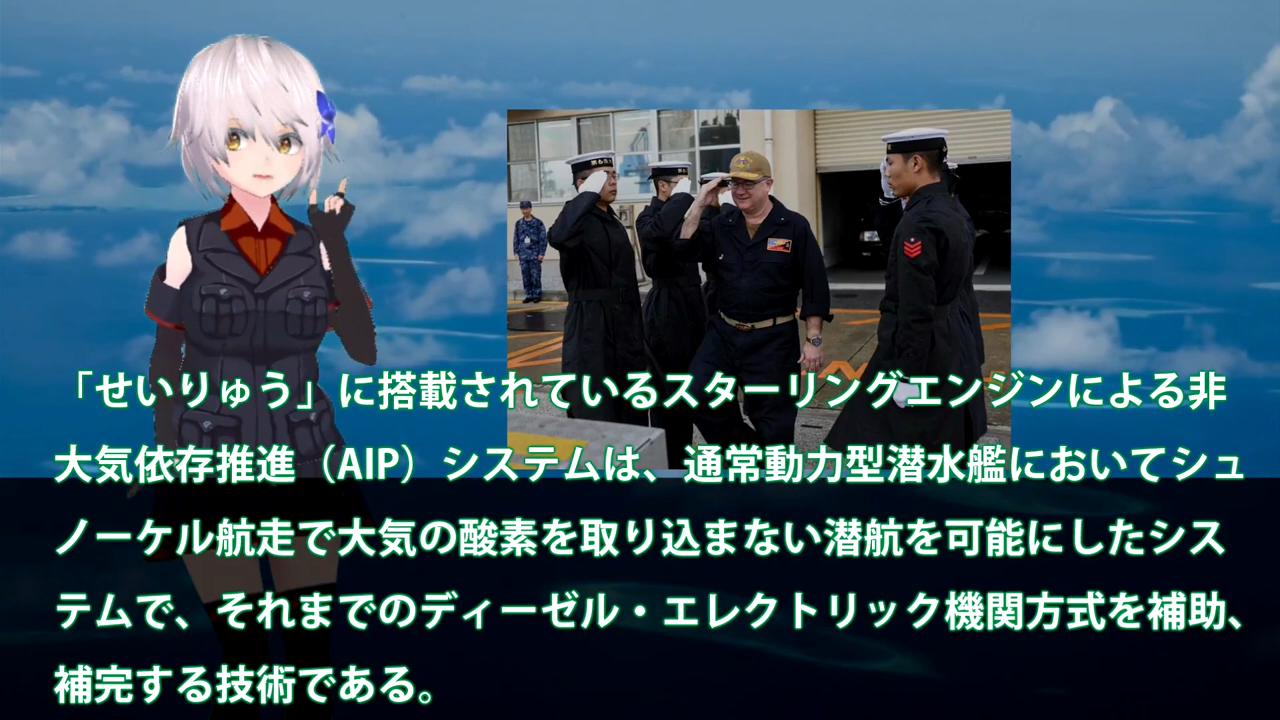 「せいりゅう」に搭載されているスターリングエンジンによる非
大気依存推進（AIP）システムは、通常動力型潜水艦においてシュ
ノーケル航走で大気の酸素を取り込まない潜航を可能にしたシス
テムで、それまでのディーゼル・エレクトリック機関方式を補助、
補完する技術である。